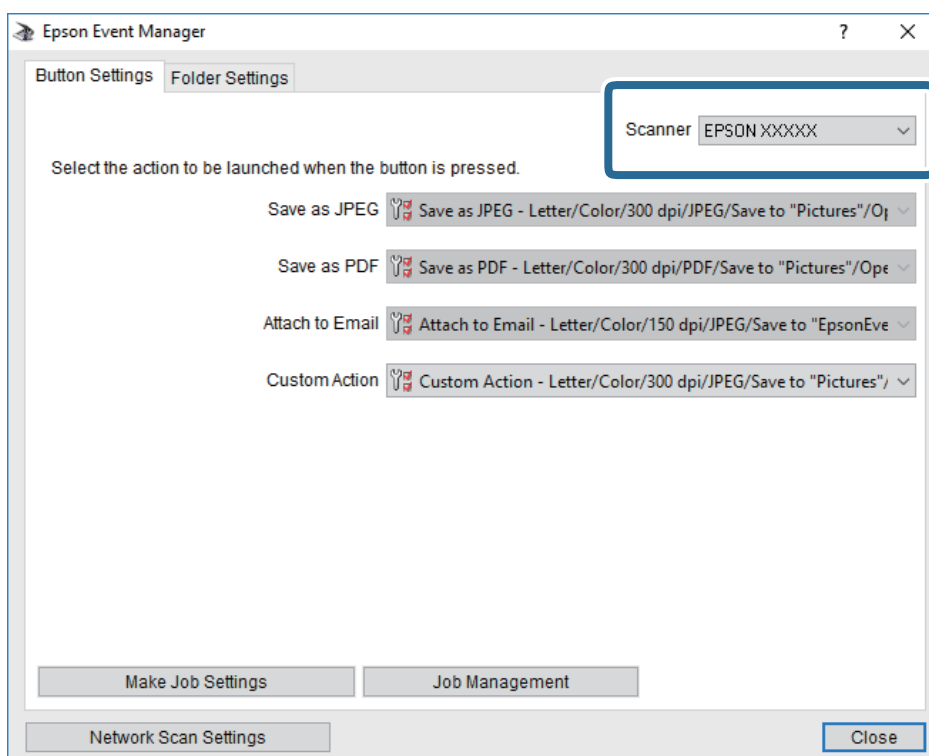 Epson Event Manager
Button Settings Folder Settings
Scanner EPSON XXXXX
Select the action to be launched when the button is pressed.
Save as JPEG Save as JPEG - Letter/Color/300 dpi/JPEG/Save to "Pictures"/Op
Save as PDF Save as PDF - Letter/Color/300 dpi/PDF/Save to "Pictures"/Ope
Attach to Email Attach to Email - Letter/Color/150 dpi/JPEG/Save to "EpsonEve
Custom Action Custom Action - Letter/Color/300 dpi/JPEG/Save to "Pictures"/
Make Job Settings Job Management
Network Scan Settings Close